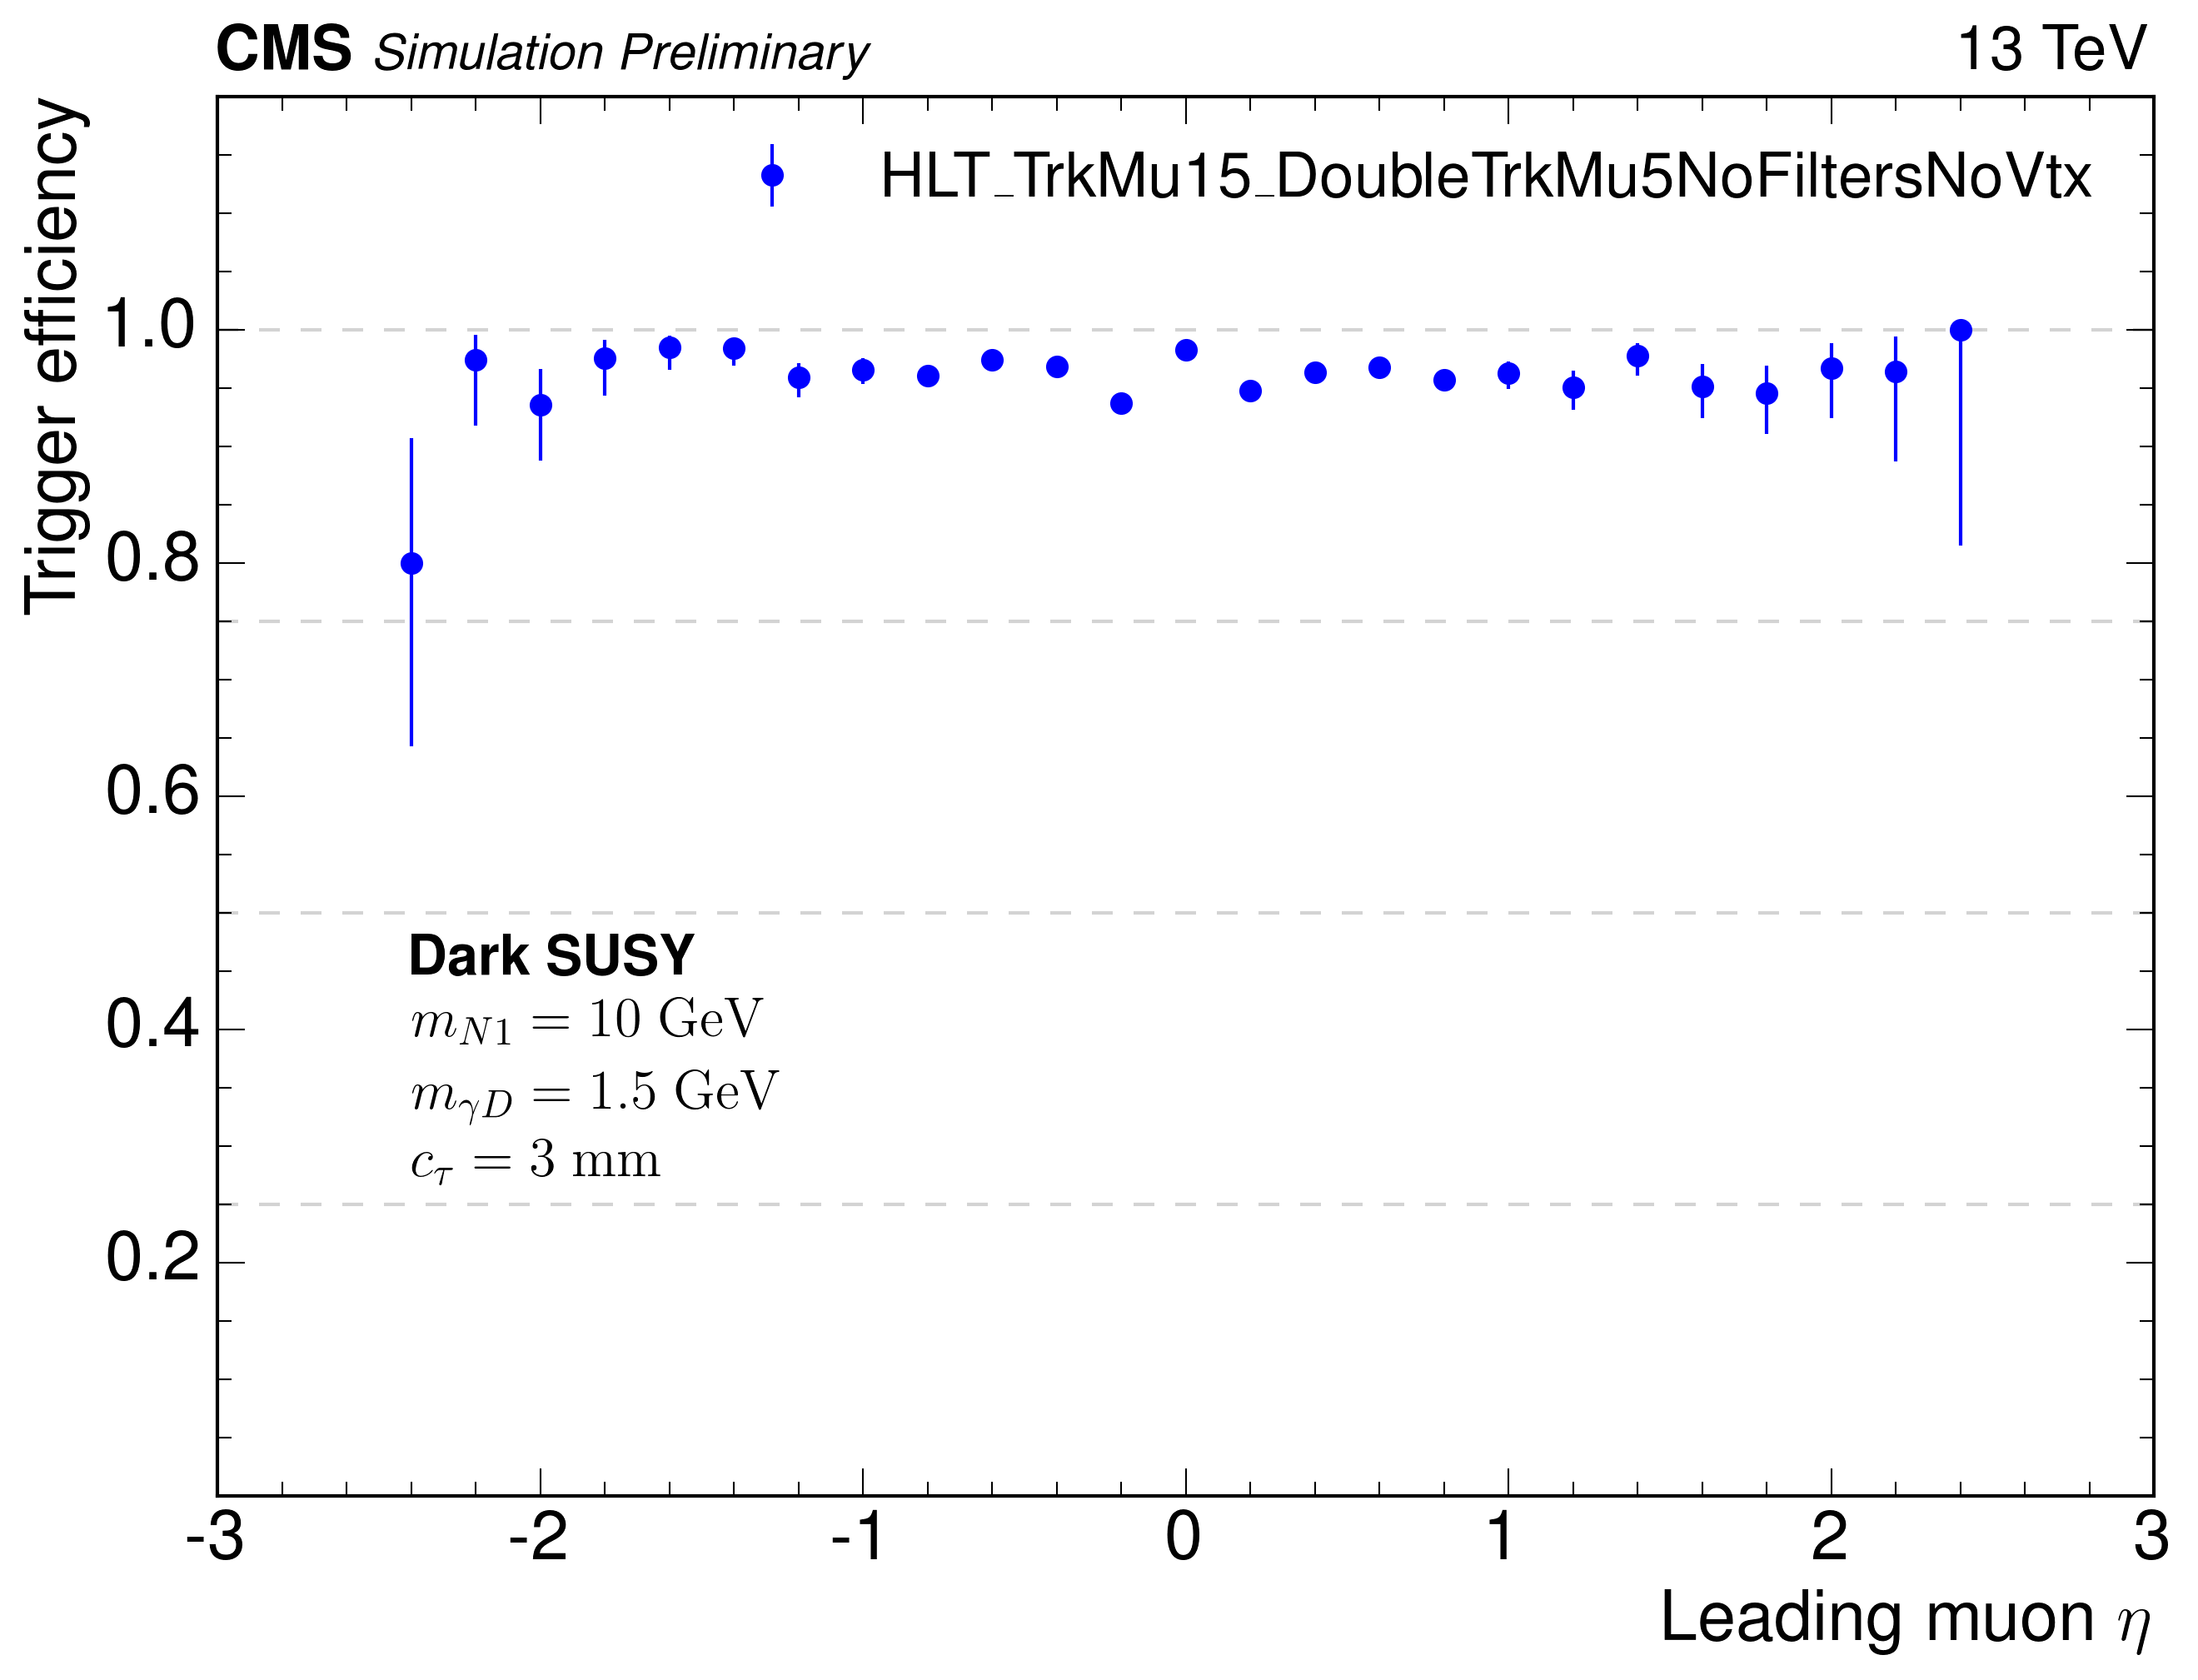 CMS Simulation Preliminary 13 TeV
Trigger efficiency
HLT_TrkMu15_DoubleTrkMu5NoFiltersNoVtx
1.0
0.8
0.6
0.4
0.2
Dark SUSY
m_{N1} = 10 GeV
m_{γD} = 1.5 GeV
c_τ = 3 mm
-3 -2 -1 0 1 2 3
Leading muon η